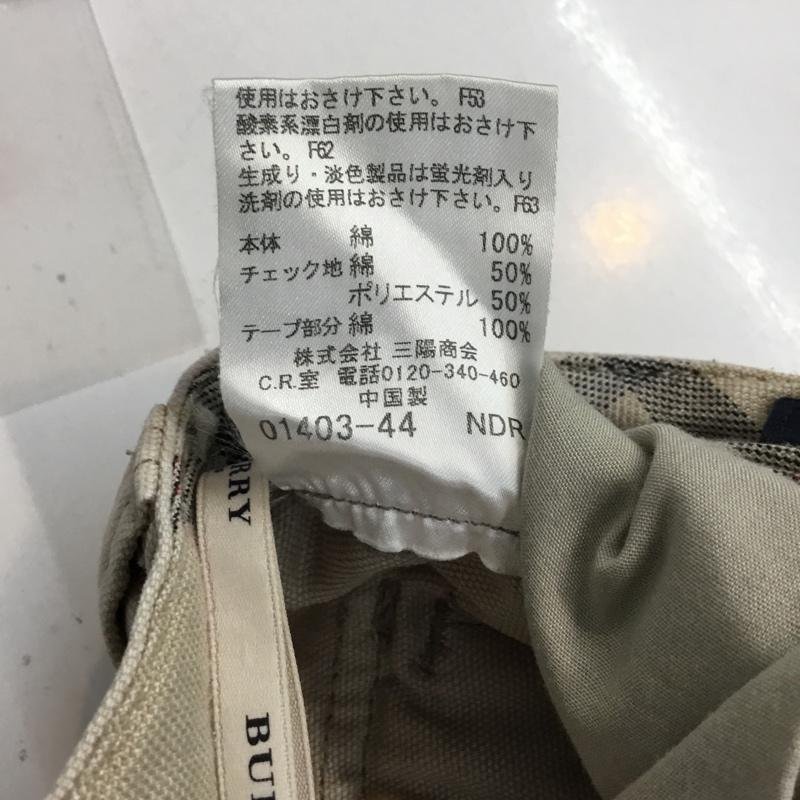 使用はおさけ下さい。 F53
酸素系漂白剤の使用はおさけ下
さい。 F62
生成り・淡色製品は蛍光剤入り
洗剤の使用はおさけください。 F63
本体 綿 100%
チェック地 綿 50%
ポリエステル 50%
テープ部分 綿 100%
株式会社 三陽商会
C.R.室 電話0120-340-460
中国製
01403-44 NDR
RRY
BU